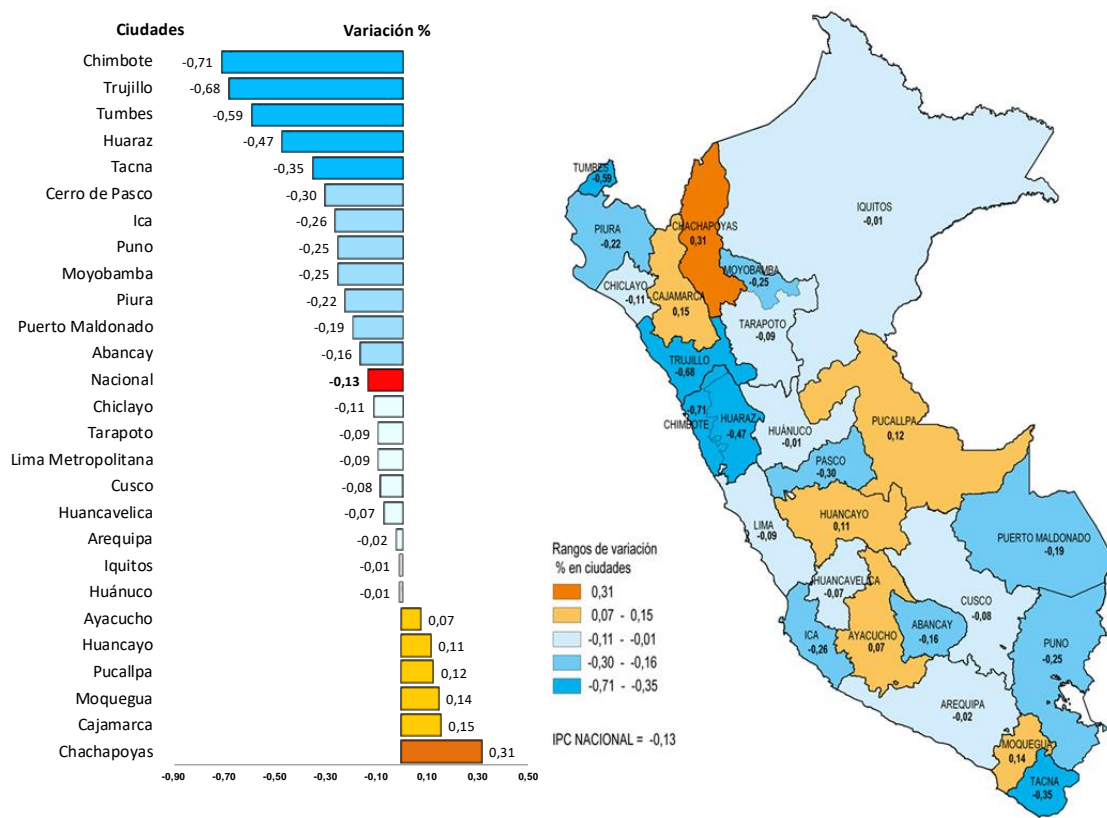 Ciudades Variación %
Chimbote -0,71
Trujillo -0,68
Tumbes -0,59
Huaraz -0,47
Tacna -0,35
Cerro de Pasco -0,30
Ica -0,26
Puno -0,25
Moyobamba -0,25
Piura -0,22
Puerto Maldonado -0,19
Abancay -0,16
Nacional -0,13
Chiclayo -0,11
Tarapoto -0,09
Lima Metropolitana -0,09
Cusco -0,08
Huancavelica -0,07
Arequipa -0,02
Iquitos -0,01
Huánuco -0,01
Ayacucho 0,07
Huancayo 0,11
Pucallpa 0,12
Moquegua 0,14
Cajamarca 0,15
Chachapoyas 0,31
-0,90 -0,70 -0,50 -0,30 -0,10 0,10 0,30 0,50
TUMBES
-0,59
PIURA
-0,22
CHICLAYO
-0,11
CAJAMARCA
0,15
CHACHAPOYAS
0,31
IQUITOS
-0,01
MOYOBAMBA
-0,25
TARAPOTO
-0,09
TRUJILLO
-0,68
-0,71
CHIMBOTE
HUARAZ
-0,47
HUÁNUCO
-0,01
PUCALLPA
0,12
PASCO
-0,30
LIMA
-0,09
HUANCAYO
0,11
PUERTO MALDONADO
-0,19
HUANCAVELICA
-0,07
ICA
-0,26
AYACUCHO
0,07
ABANCAY
-0,16
CUSCO
-0,08
PUNO
-0,25
AREQUIPA
-0,02
MOQUEGUA
0,14
TACNA
-0,35
Rangos de variación
% en ciudades
0,31
0,07 - 0,15
-0,11 - -0,01
-0,30 - -0,16
-0,71 - -0,35
IPC NACIONAL = -0,13